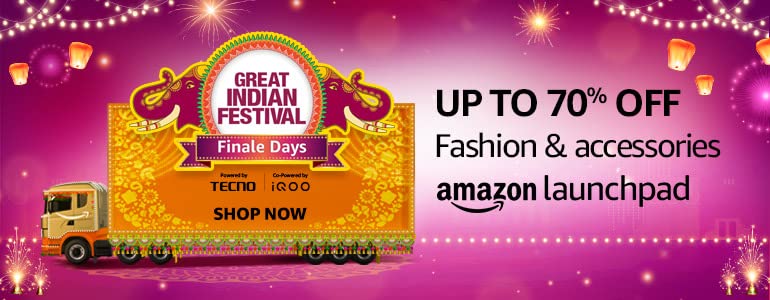 GREAT
INDIAN
FESTIVAL
Finale Days
Powered by
TECNO
Co-Powered by
iQOO
SHOP NOW
UP TO 70% OFF
Fashion & accessories
amazon launchpad